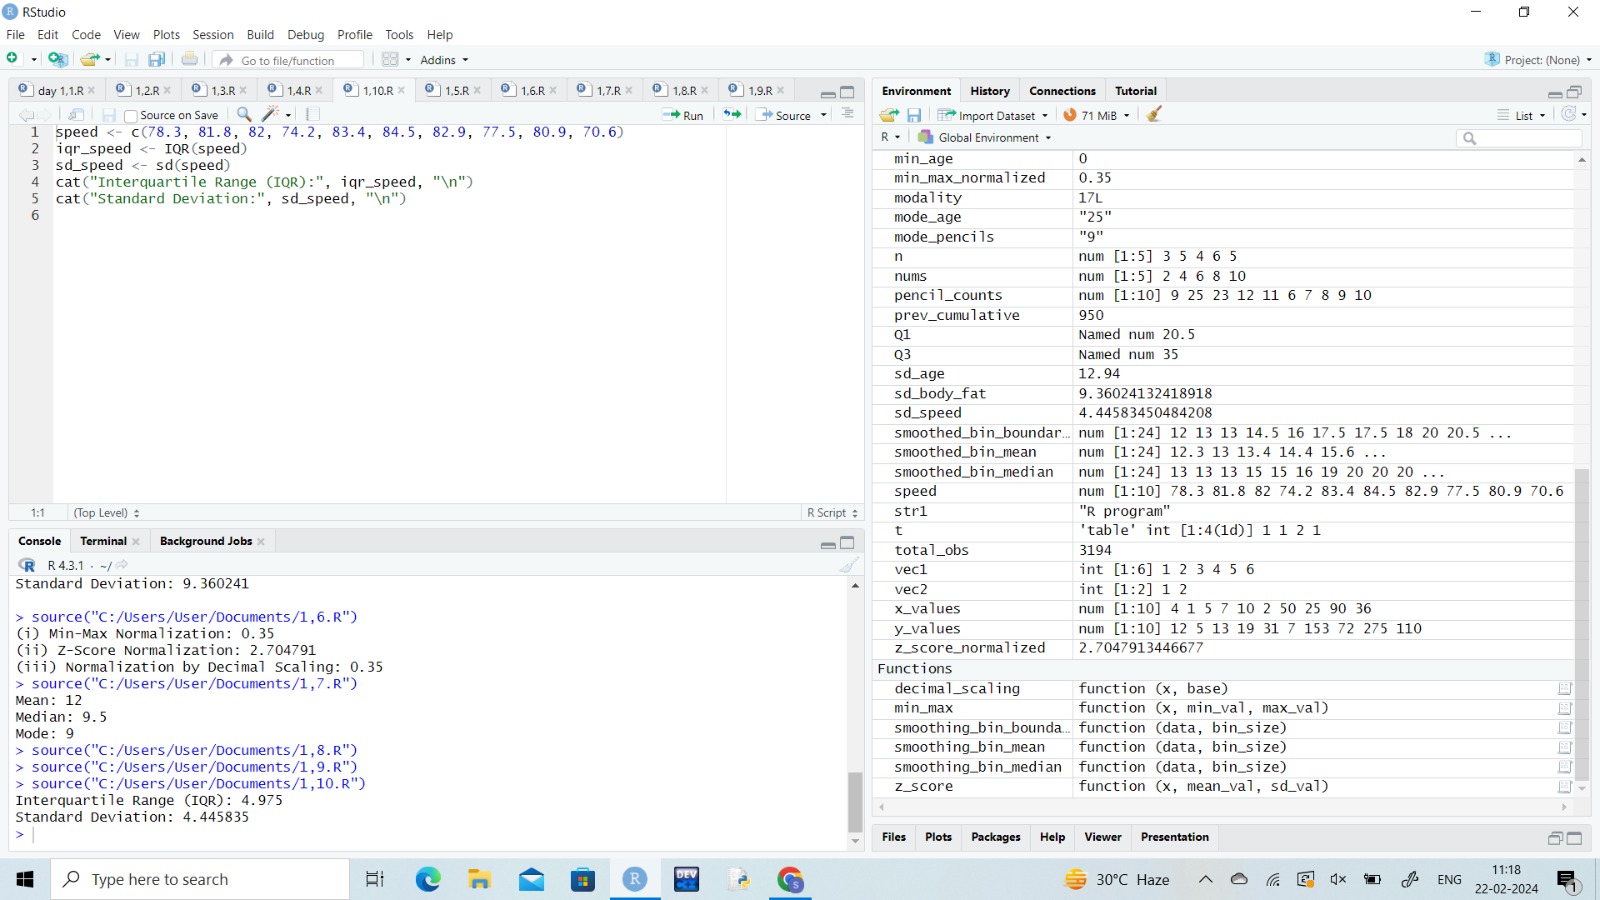 RStudio
File Edit Code View Plots Session Build Debug Profile Tools Help
Go to file/function Addins Project: (None)
day 1,1.R 1,2.R 1,3.R 1,4.R 1,10.R 1,5.R 1,6.R 1,7.R 1,8.R 1,9.R
Source on Save Run Source
1 speed <- c(78.3, 81.8, 82, 74.2, 83.4, 84.5, 82.9, 77.5, 80.9, 70.6)
2 iqr_speed <- IQR(speed)
3 sd_speed <- sd(speed)
4 cat("Interquartile Range (IQR):", iqr_speed, "\n")
5 cat("Standard Deviation:", sd_speed, "\n")
6
1:1 (Top Level) R Script
Console Terminal Background Jobs
R 4.3.1 · ~/
Standard Deviation: 9.360241
> source("C:/Users/User/Documents/1,6.R")
(i) Min-Max Normalization: 0.35
(ii) Z-Score Normalization: 2.704791
(iii) Normalization by Decimal Scaling: 0.35
> source("C:/Users/User/Documents/1,7.R")
Mean: 12
Median: 9.5
Mode: 9
> source("C:/Users/User/Documents/1,8.R")
> source("C:/Users/User/Documents/1,9.R")
> source("C:/Users/User/Documents/1,10.R")
Interquartile Range (IQR): 4.975
Standard Deviation: 4.445835
>
Environment History Connections Tutorial
Import Dataset 71 MiB List
R Global Environment
min_age 0
min_max_normalized 0.35
modality 17L
mode_age "25"
mode_pencils "9"
n num [1:5] 3 5 4 6 5
nums num [1:5] 2 4 6 8 10
pencil_counts num [1:10] 9 25 23 12 11 6 7 8 9 10
prev_cumulative 950
Q1 Named num 20.5
Q3 Named num 35
sd_age 12.94
sd_body_fat 9.36024132418918
sd_speed 4.44583450484208
smoothed_bin_boundar… num [1:24] 12 13 13 14.5 16 17.5 17.5 18 20 20.5 ...
smoothed_bin_mean num [1:24] 12.3 13 13.4 14.4 15.6 ...
smoothed_bin_median num [1:24] 13 13 13 15 15 16 19 20 20 20 ...
speed num [1:10] 78.3 81.8 82 74.2 83.4 84.5 82.9 77.5 80.9 70.6
str1 "R program"
t 'table' int [1:4(1d)] 1 1 2 1
total_obs 3194
vec1 int [1:6] 1 2 3 4 5 6
vec2 int [1:2] 1 2
x_values num [1:10] 4 1 5 7 10 2 50 25 90 36
y_values num [1:10] 12 5 13 19 31 7 153 72 275 110
z_score_normalized 2.7047913446677
Functions
decimal_scaling function (x, base)
min_max function (x, min_val, max_val)
smoothing_bin_bounda… function (data, bin_size)
smoothing_bin_mean function (data, bin_size)
smoothing_bin_median function (data, bin_size)
z_score function (x, mean_val, sd_val)
Files Plots Packages Help Viewer Presentation
Type here to search 30°C Haze ENG 11:18
22-02-2024